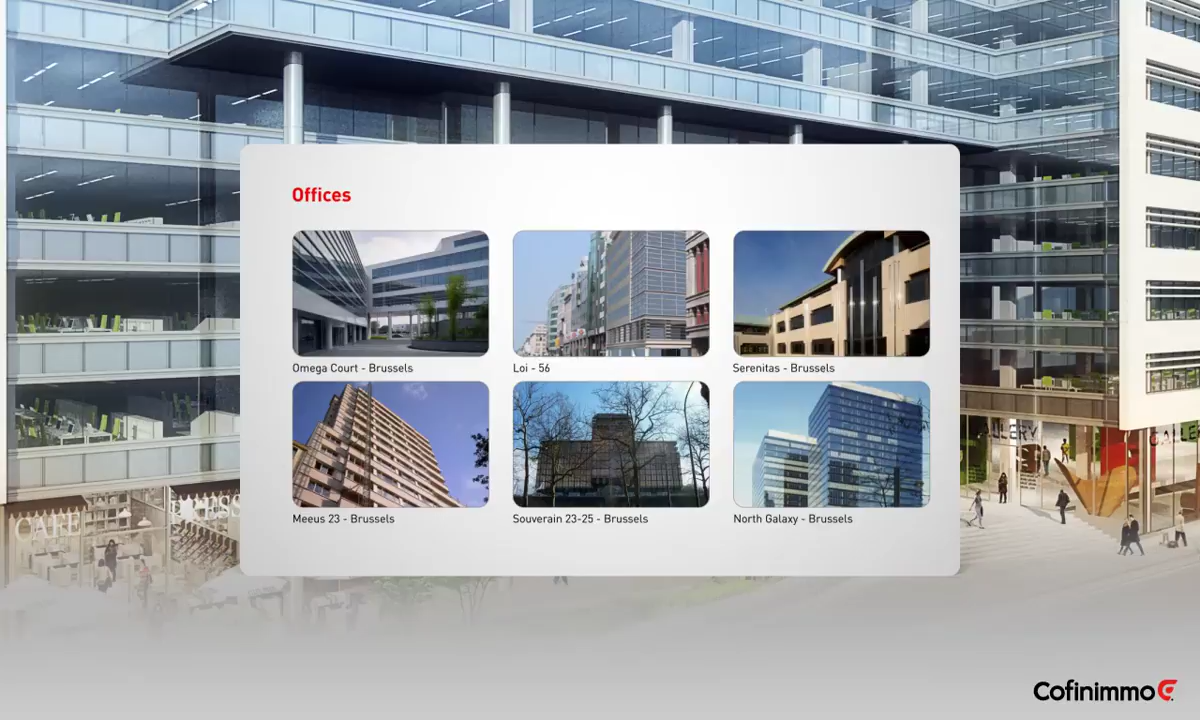 Offices
Omega Court - Brussels
Loi - 56
Serenitas - Brussels
Meeus 23 - Brussels
Souverain 23-25 - Brussels
North Galaxy - Brussels
CAFE
Cofinimmo